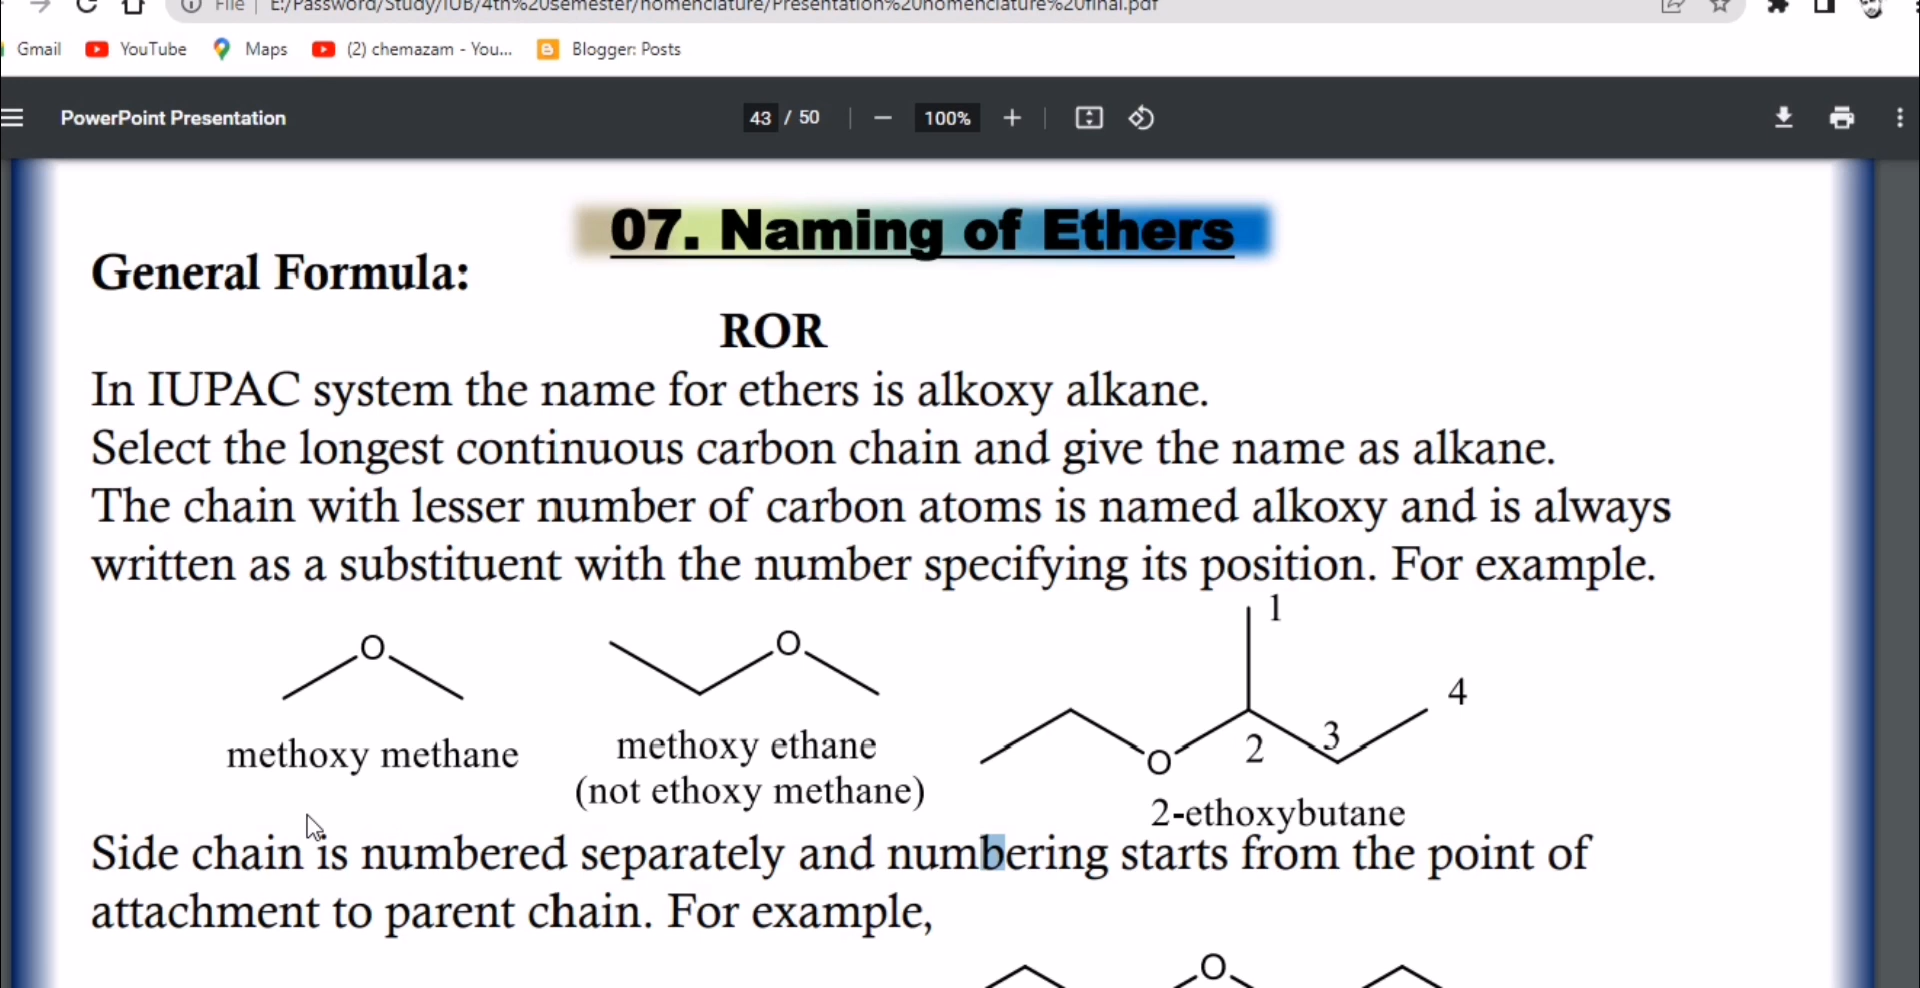 File | E:/Password/Study/IUB/4th%20semester/nomenclature/Presentation%20nomenclature%20final.pdf
Gmail YouTube Maps (2) chemazam - You... Blogger: Posts
PowerPoint Presentation 43 / 50 100%
07. Naming of Ethers
General Formula:
ROR
In IUPAC system the name for ethers is alkoxy alkane.
Select the longest continuous carbon chain and give the name as alkane.
The chain with lesser number of carbon atoms is named alkoxy and is always
written as a substituent with the number specifying its position. For example.
O
methoxy methane
O
methoxy ethane
(not ethoxy methane)
1
4
3
2
O
2-ethoxybutane
Side chain is numbered separately and numbering starts from the point of
attachment to parent chain. For example,
O